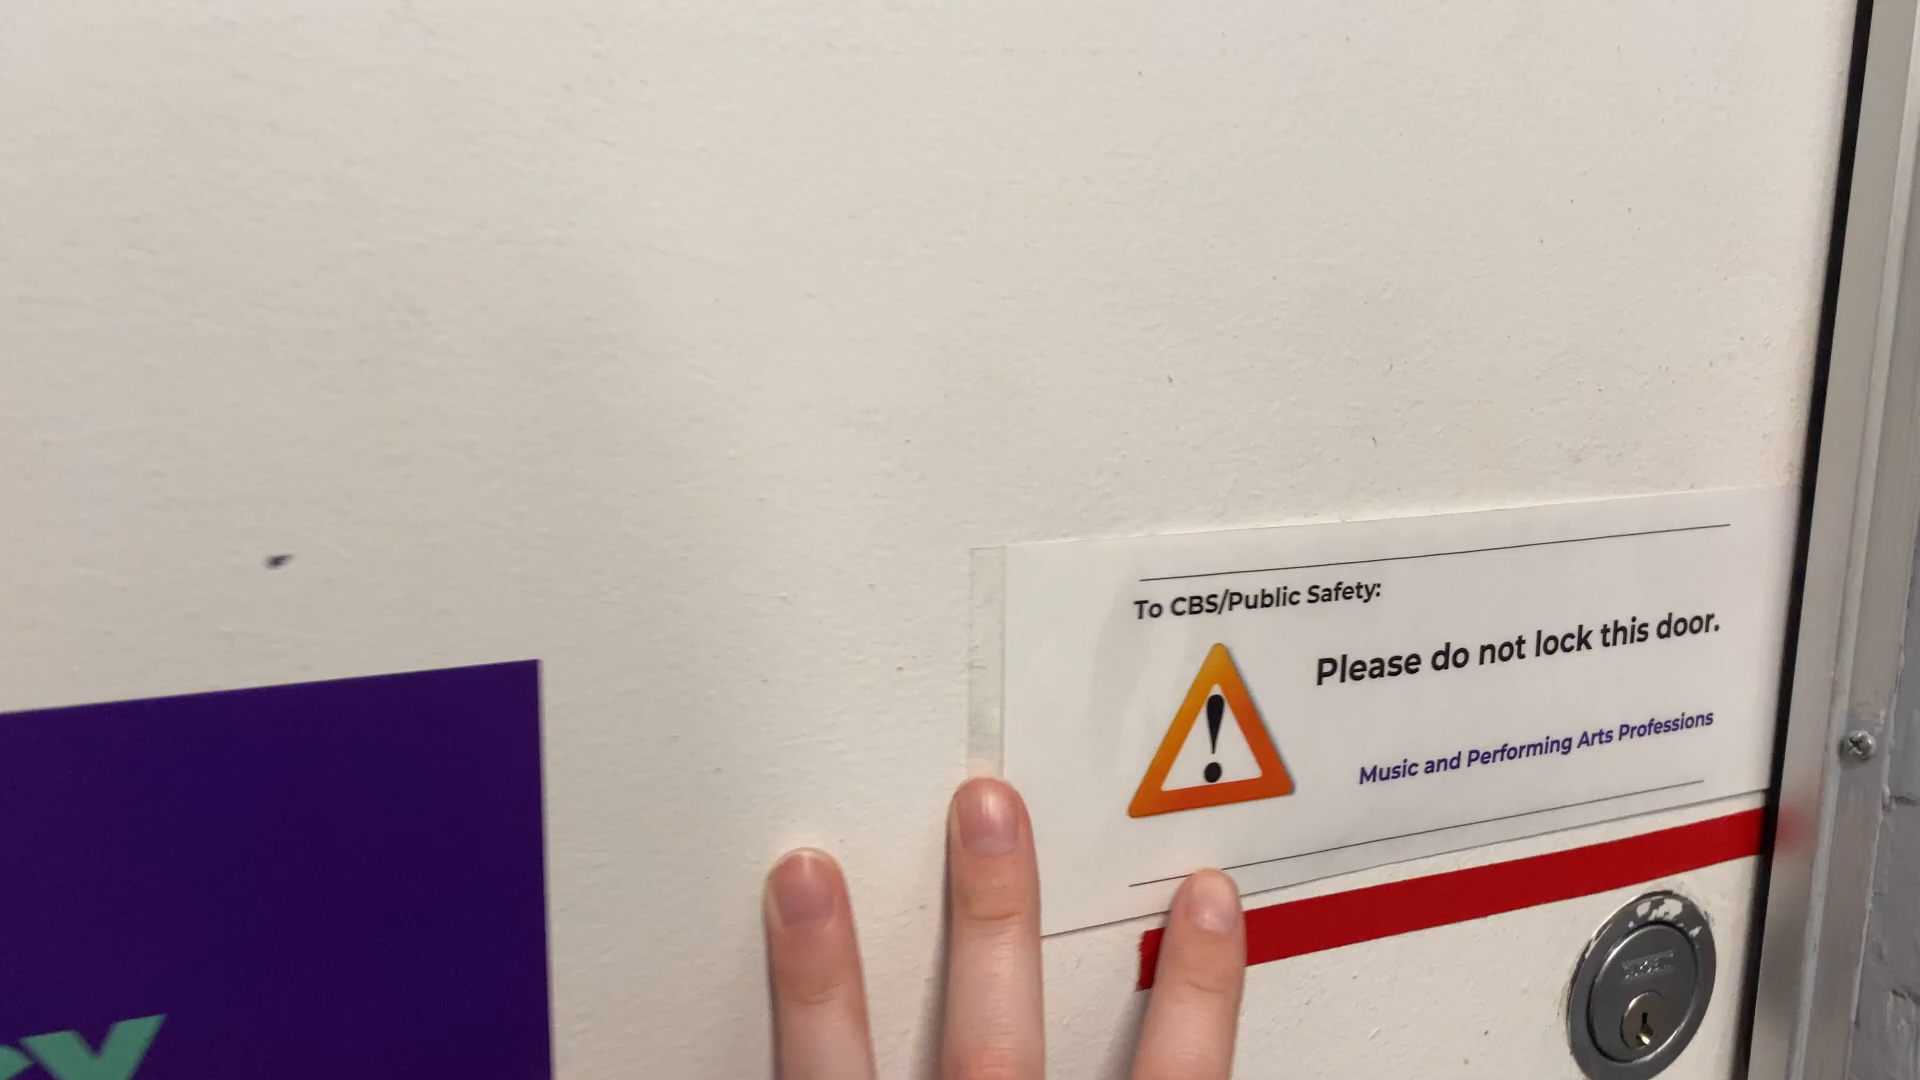 To CBS/Public Safety:
Please do not lock this door.
Music and Performing Arts Professions